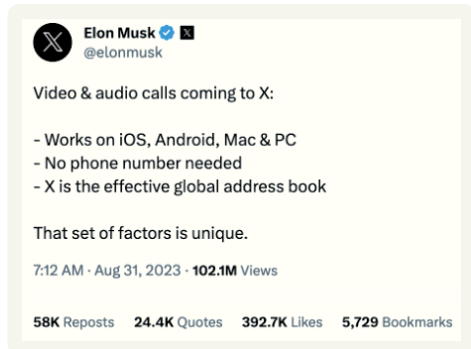 Elon Musk
@elonmusk
Video & audio calls coming to X:
- Works on iOS, Android, Mac & PC
- No phone number needed
- X is the effective global address book
That set of factors is unique.
7:12 AM · Aug 31, 2023 · 102.1M Views
58K Reposts 24.4K Quotes 392.7K Likes 5,729 Bookmarks